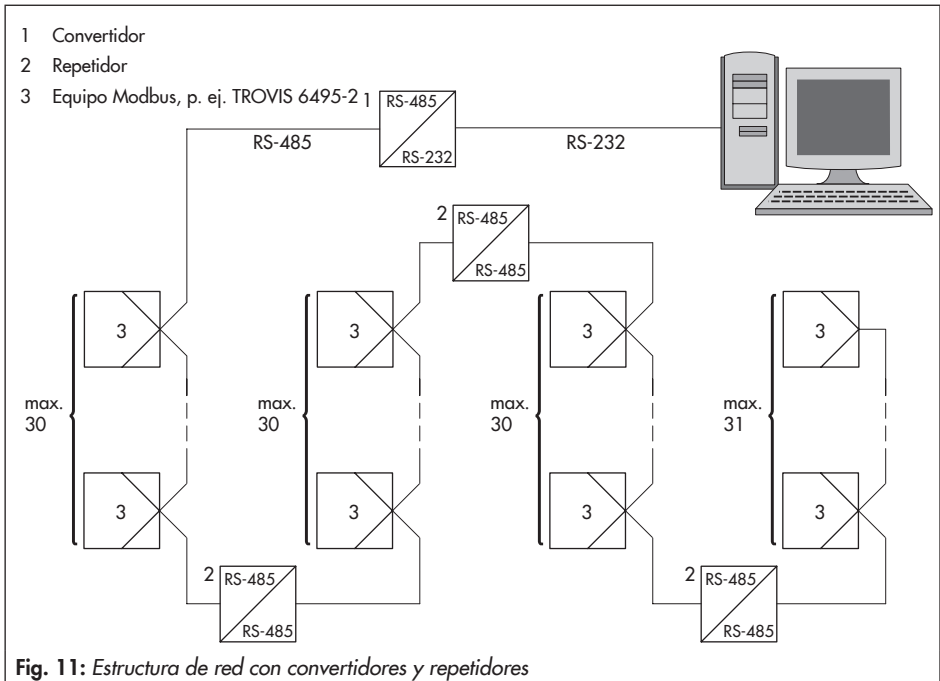 1 Convertidor
2 Repetidor
3 Equipo Modbus, p. ej. TROVIS 6495-2
1
RS-485
RS-232
RS-485
RS-232
2
RS-485
RS-485
3
3
3
3
max.
30
max.
30
max.
30
max.
31
3
3
3
3
2
RS-485
RS-485
2
RS-485
RS-485
Fig. 11: Estructura de red con convertidores y repetidores